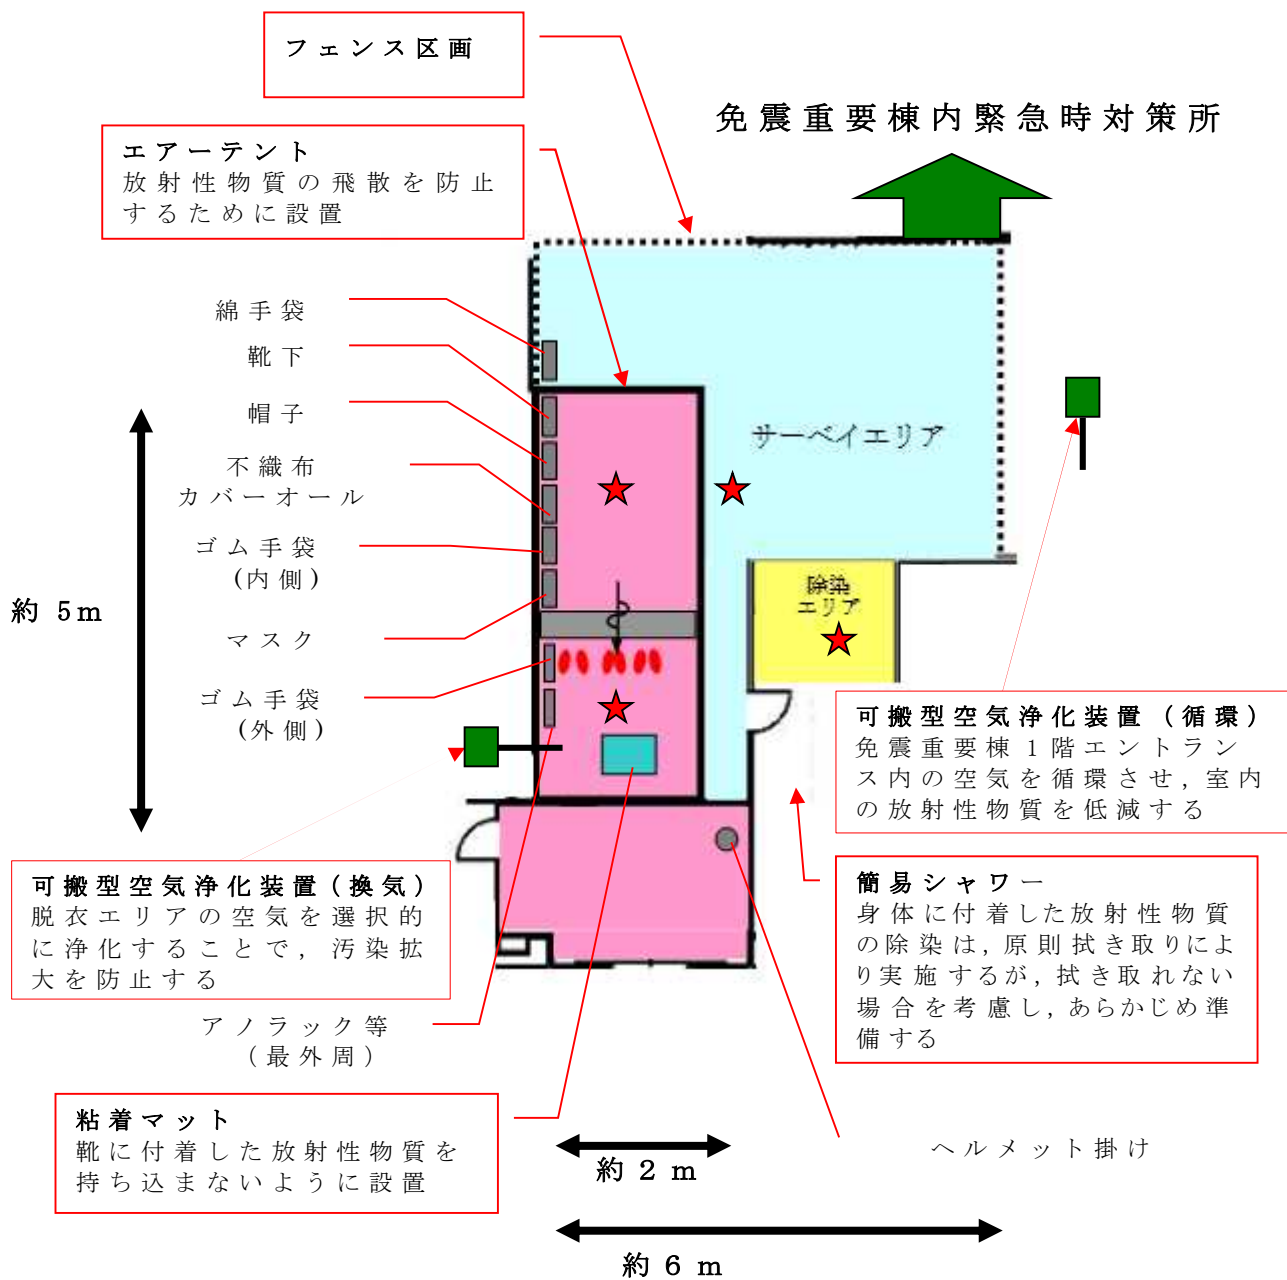 フェンス区画
免震重要棟内緊急時対策所
エアーテント
放射性物質の飛散を防止
するために設置
綿手袋
靴下
帽子
不織布
カバーオール
ゴム手袋
(内側)
マスク
ゴム手袋
(外側)
約 5m
サーベイエリア
除染
エリア
可搬型空気浄化装置(循環)
免震重要棟1階エントラン
ス内の空気を循環させ,室内
の放射性物質を低減する
可搬型空気浄化装置(換気)
脱衣エリアの空気を選択的
に浄化することで,汚染拡
大を防止する
簡易シャワー
身体に付着した放射性物質
の除染は,原則拭き取りによ
り実施するが,拭き取れない
場合を考慮し,あらかじめ準
備する
アノラック等
(最外周)
粘着マット
靴に付着した放射性物質を
持ち込まないように設置
ヘルメット掛け
約 2 m
約 6 m